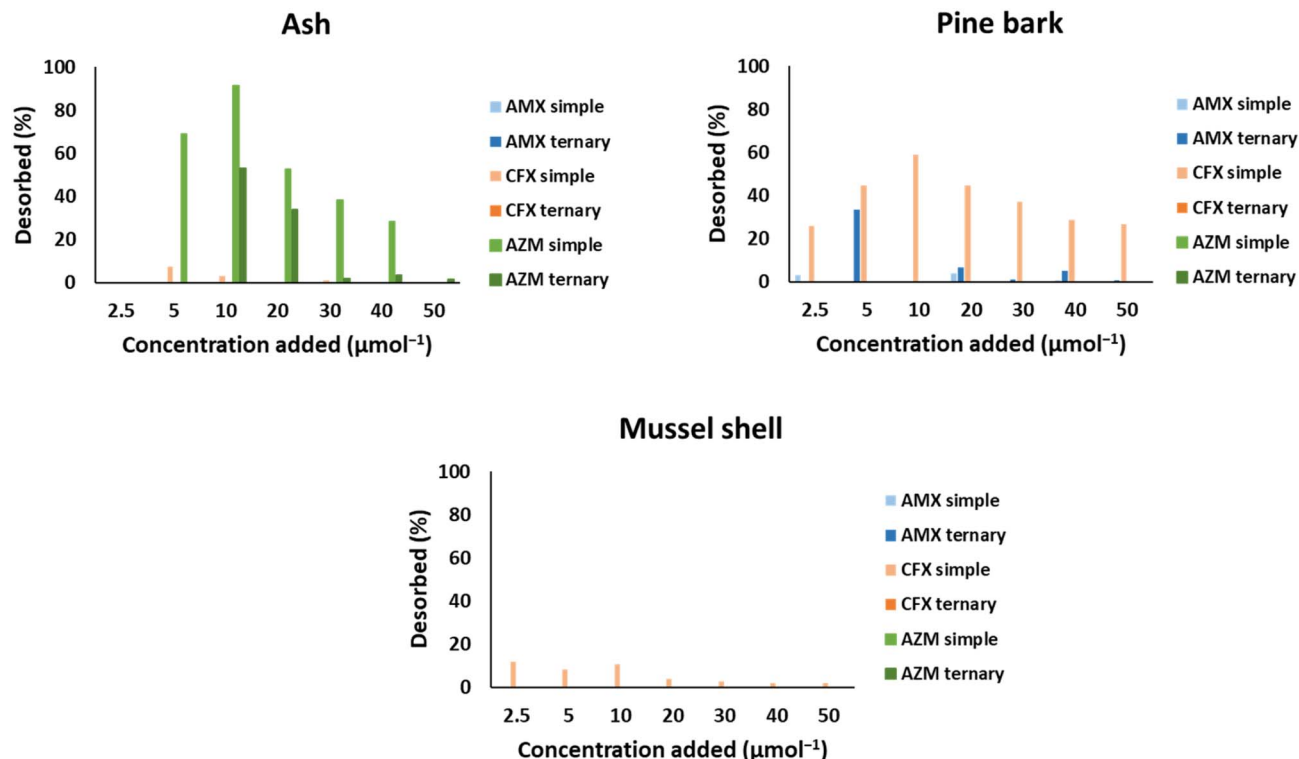 Ash
Desorbed (%)
100
80
60
40
20
0
2.5 5 10 20 30 40 50
Concentration added (µmol⁻¹)
AMX simple
AMX ternary
CFX simple
CFX ternary
AZM simple
AZM ternary
Pine bark
Desorbed (%)
100
80
60
40
20
0
2.5 5 10 20 30 40 50
Concentration added (µmol⁻¹)
AMX simple
AMX ternary
CFX simple
CFX ternary
AZM simple
AZM ternary
Mussel shell
Desorbed (%)
100
80
60
40
20
0
2.5 5 10 20 30 40 50
Concentration added (µmol⁻¹)
AMX simple
AMX ternary
CFX simple
CFX ternary
AZM simple
AZM ternary